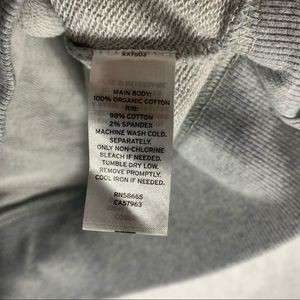 XX7803
MAIN BODY:
100% ORGANIC COTTON
RIB:
98% COTTON
2% SPANDEX
MACHINE WASH COLD.
SEPARATELY.
ONLY NON-CHLORINE
BLEACH IF NEEDED.
TUMBLE DRY LOW.
REMOVE PROMPTLY.
COOL IRON IF NEEDED.
RN58665
CA57963